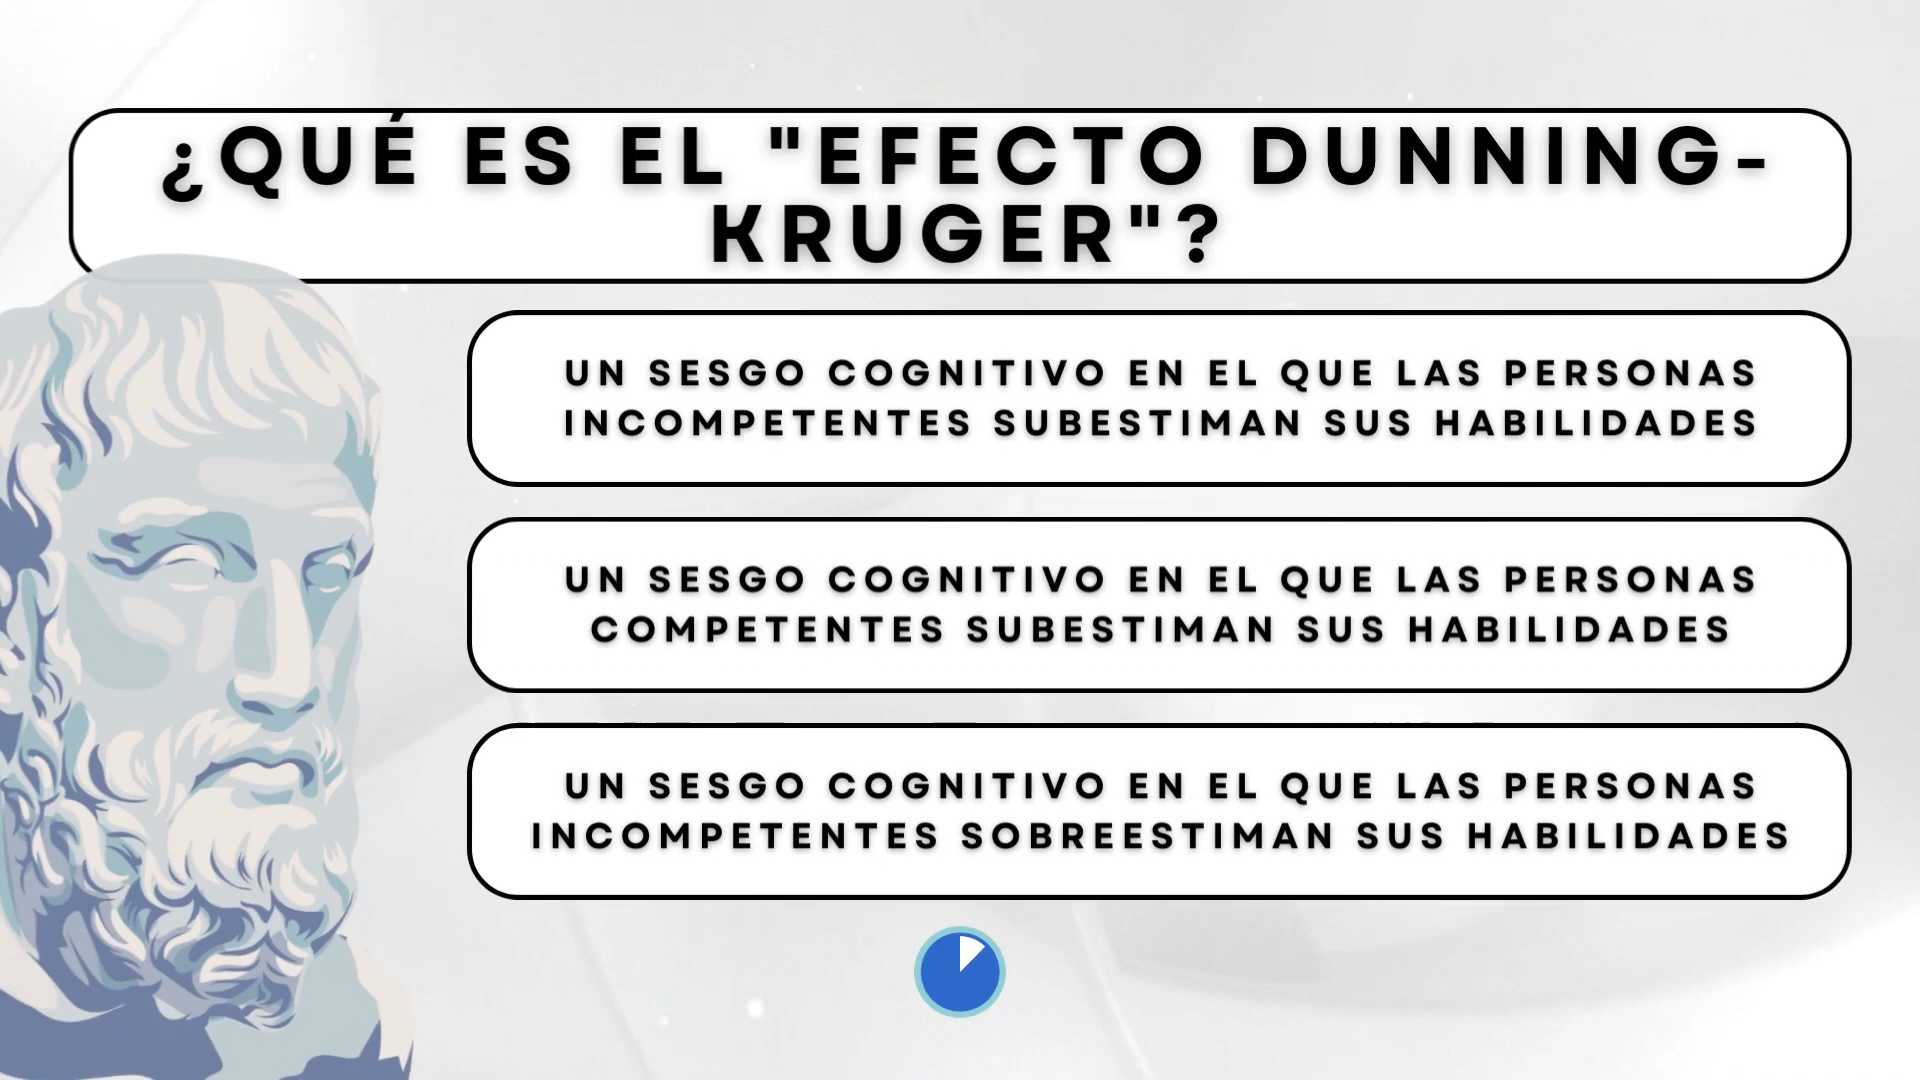 ¿QUÉ ES EL "EFECTO DUNNING-
KRUGER"?
UN SESGO COGNITIVO EN EL QUE LAS PERSONAS
INCOMPETENTES SUBESTIMAN SUS HABILIDADES
UN SESGO COGNITIVO EN EL QUE LAS PERSONAS
COMPETENTES SUBESTIMAN SUS HABILIDADES
UN SESGO COGNITIVO EN EL QUE LAS PERSONAS
INCOMPETENTES SOBREESTIMAN SUS HABILIDADES